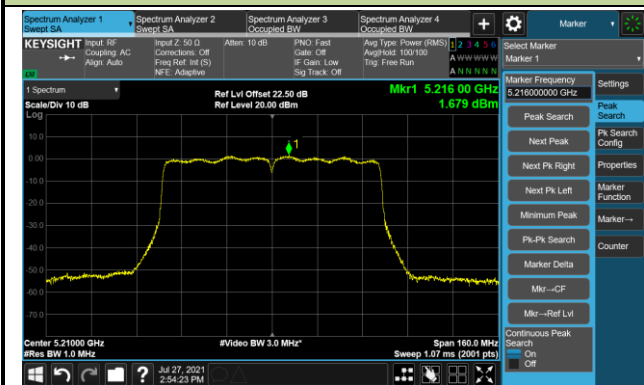 Spectrum Analyzer 1
Swept SA
Spectrum Analyzer 2
Swept SA
Spectrum Analyzer 3
Occupied BW
Spectrum Analyzer 4
Occupied BW
+
Marker
KEYSIGHT
Input: RF
Coupling: AC
Align: Auto
Input Z: 50 Ω
Corrections: Off
Freq Ref: Int (S)
NFE: Adaptive
Atten: 10 dB
PNO: Fast
Gate: Off
IF Gain: Low
Sig Track: Off
Avg Type: Power (RMS)
Avg|Hold: 100/100
Trig: Free Run
1 2 3 4 5 6
A W W W W W
A N N N N N
Select Marker
Marker 1
1 Spectrum
Scale/Div 10 dB
Log
Ref Lvl Offset 22.50 dB
Ref Level 20.00 dBm
Mkr1 5.216 00 GHz
1.679 dBm
1
10.0
0.00
-10.0
-20.0
-30.0
-40.0
-50.0
-60.0
-70.0
Center 5.21000 GHz
#Res BW 1.0 MHz
#Video BW 3.0 MHz*
Span 160.0 MHz
Sweep 1.07 ms (2001 pts)
Marker Frequency
5.216000000 GHz
Peak Search
Next Peak
Next Pk Right
Next Pk Left
Minimum Peak
Pk-Pk Search
Marker Delta
Mkr→CF
Mkr→Ref Lvl
Continuous Peak
Search
On
Off
Settings
Peak
Search
Pk Search
Config
Properties
Marker
Function
Marker→
Counter
?
Jul 27, 2021
2:54:23 PM